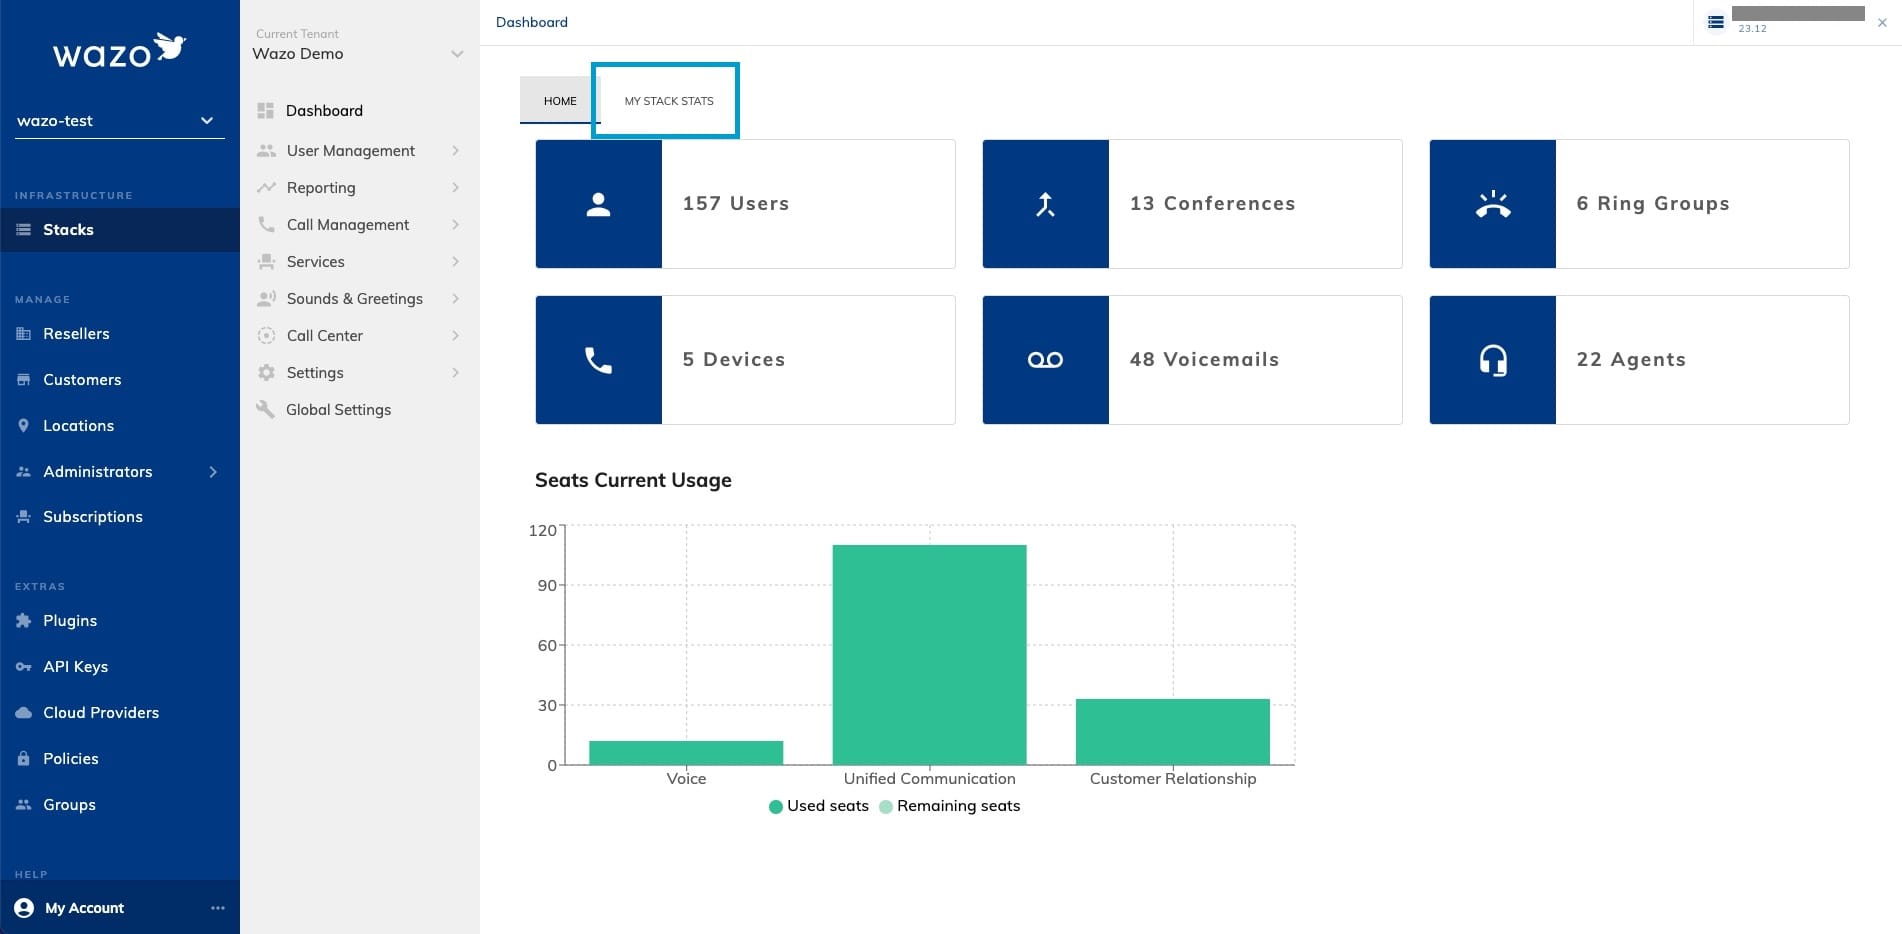 wazo
wazo-test
INFRASTRUCTURE
Stacks
MANAGE
Resellers
Customers
Locations
Administrators
Subscriptions
EXTRAS
Plugins
API Keys
Cloud Providers
Policies
Groups
HELP
My Account
Current Tenant
Wazo Demo
Dashboard
User Management
Reporting
Call Management
Services
Sounds & Greetings
Call Center
Settings
Global Settings
Dashboard
23.12
HOME
MY STACK STATS
157 Users
13 Conferences
6 Ring Groups
5 Devices
48 Voicemails
22 Agents
Seats Current Usage
120
90
60
30
0
Voice
Unified Communication
Customer Relationship
Used seats
Remaining seats